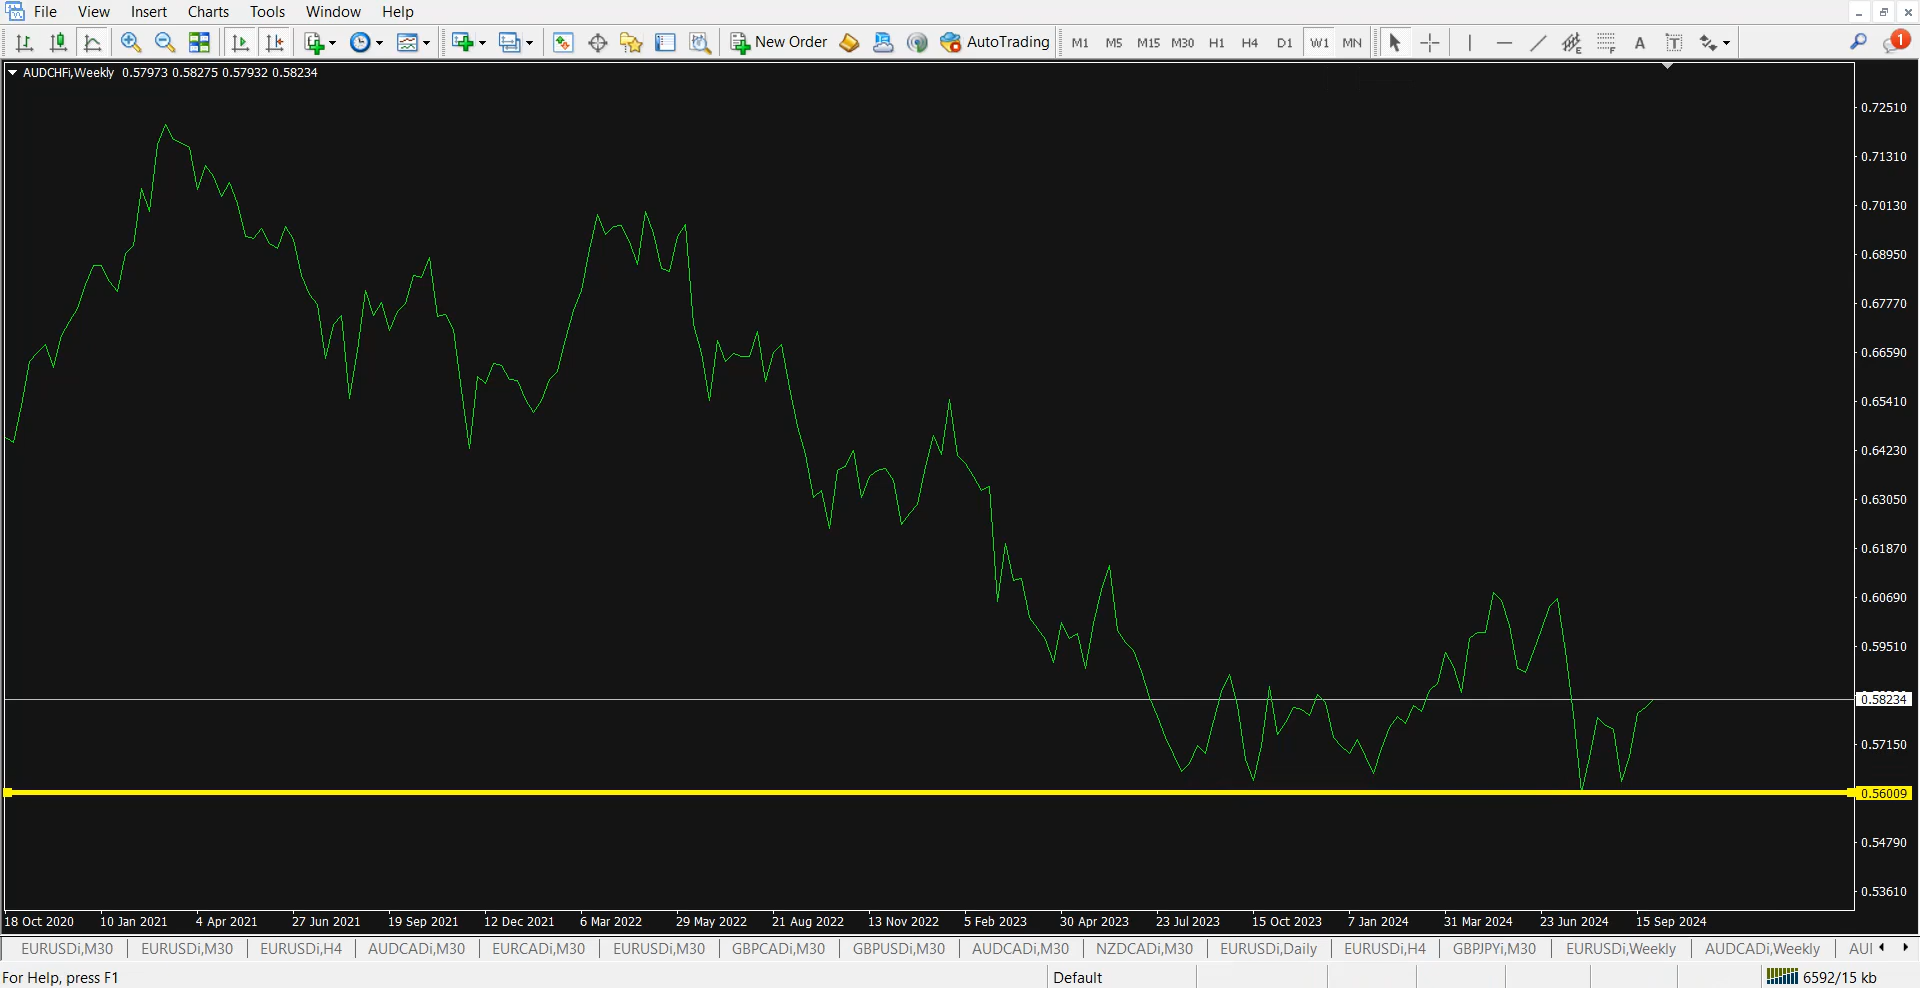 File View Insert Charts Tools Window Help
New Order AutoTrading M1 M5 M15 M30 H1 H4 D1 W1 MN A T 1
AUDCHFi,Weekly 0.57973 0.58275 0.57932 0.58234
0.72510
0.71310
0.70130
0.68950
0.67770
0.66590
0.65410
0.64230
0.63050
0.61870
0.60690
0.59510
0.58234
0.57150
0.56009
0.54790
0.53610
18 Oct 2020 10 Jan 2021 4 Apr 2021 27 Jun 2021 19 Sep 2021 12 Dec 2021 6 Mar 2022 29 May 2022 21 Aug 2022 13 Nov 2022 5 Feb 2023 30 Apr 2023 23 Jul 2023 15 Oct 2023 7 Jan 2024 31 Mar 2024 23 Jun 2024 15 Sep 2024
EURUSDi,M30 EURUSDi,M30 EURUSDi,H4 AUDCADi,M30 EURCADi,M30 EURUSDi,M30 GBPCADi,M30 GBPUSDi,M30 AUDCADi,M30 NZDCADi,M30 EURUSDi,Daily EURUSDi,H4 GBPJPYi,M30 EURUSDi,Weekly AUDCADi,Weekly
For Help, press F1 Default 6592/15 kb